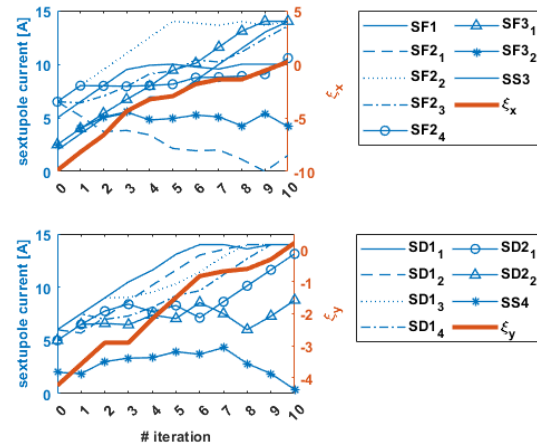 15
10
5
0
sextupole current [A]
5
0
-5
-10
ξx
0 1 2 3 4 5 6 7 8 9 10
SF1
SF2₁
SF2₂
SF2₃
SF2₄
SF3₁
SF3₂
SS3
ξx
15
10
5
0
sextupole current [A]
0
-1
-2
-3
-4
ξy
0 1 2 3 4 5 6 7 8 9 10
# iteration
SD1₁
SD1₂
SD1₃
SD1₄
SD2₁
SD2₂
SS4
ξy